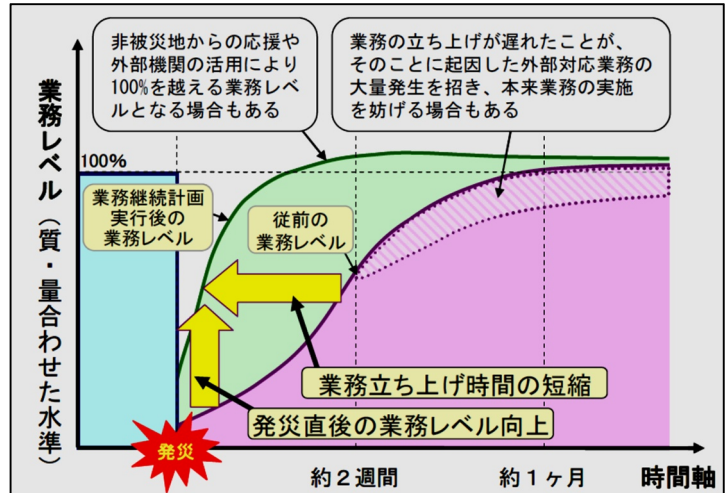 非被災地からの応援や
外部機関の活用により
100%を越える業務レベ
ルとなる場合もある
業務の立ち上げが遅れたことが、
そのことに起因した外部対応業務の
大量発生を招き、本来業務の実施
を妨げる場合もある
業務レベル（質・量合わせた水準）
100%
業務継続計画
実行後の
業務レベル
従前の
業務レベル
業務立ち上げ時間の短縮
発災直後の業務レベル向上
発災
約２週間
約１ヶ月
時間軸